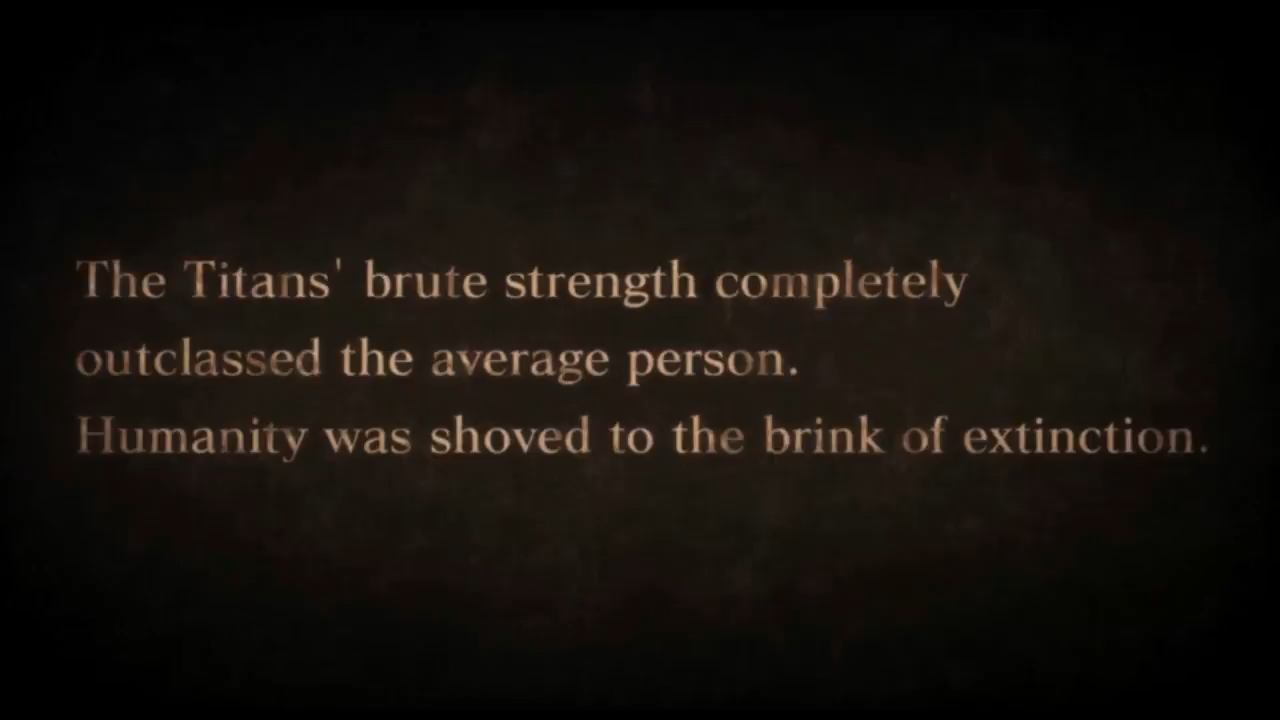 The Titans' brute strength completely
outclassed the average person.
Humanity was shoved to the brink of extinction.